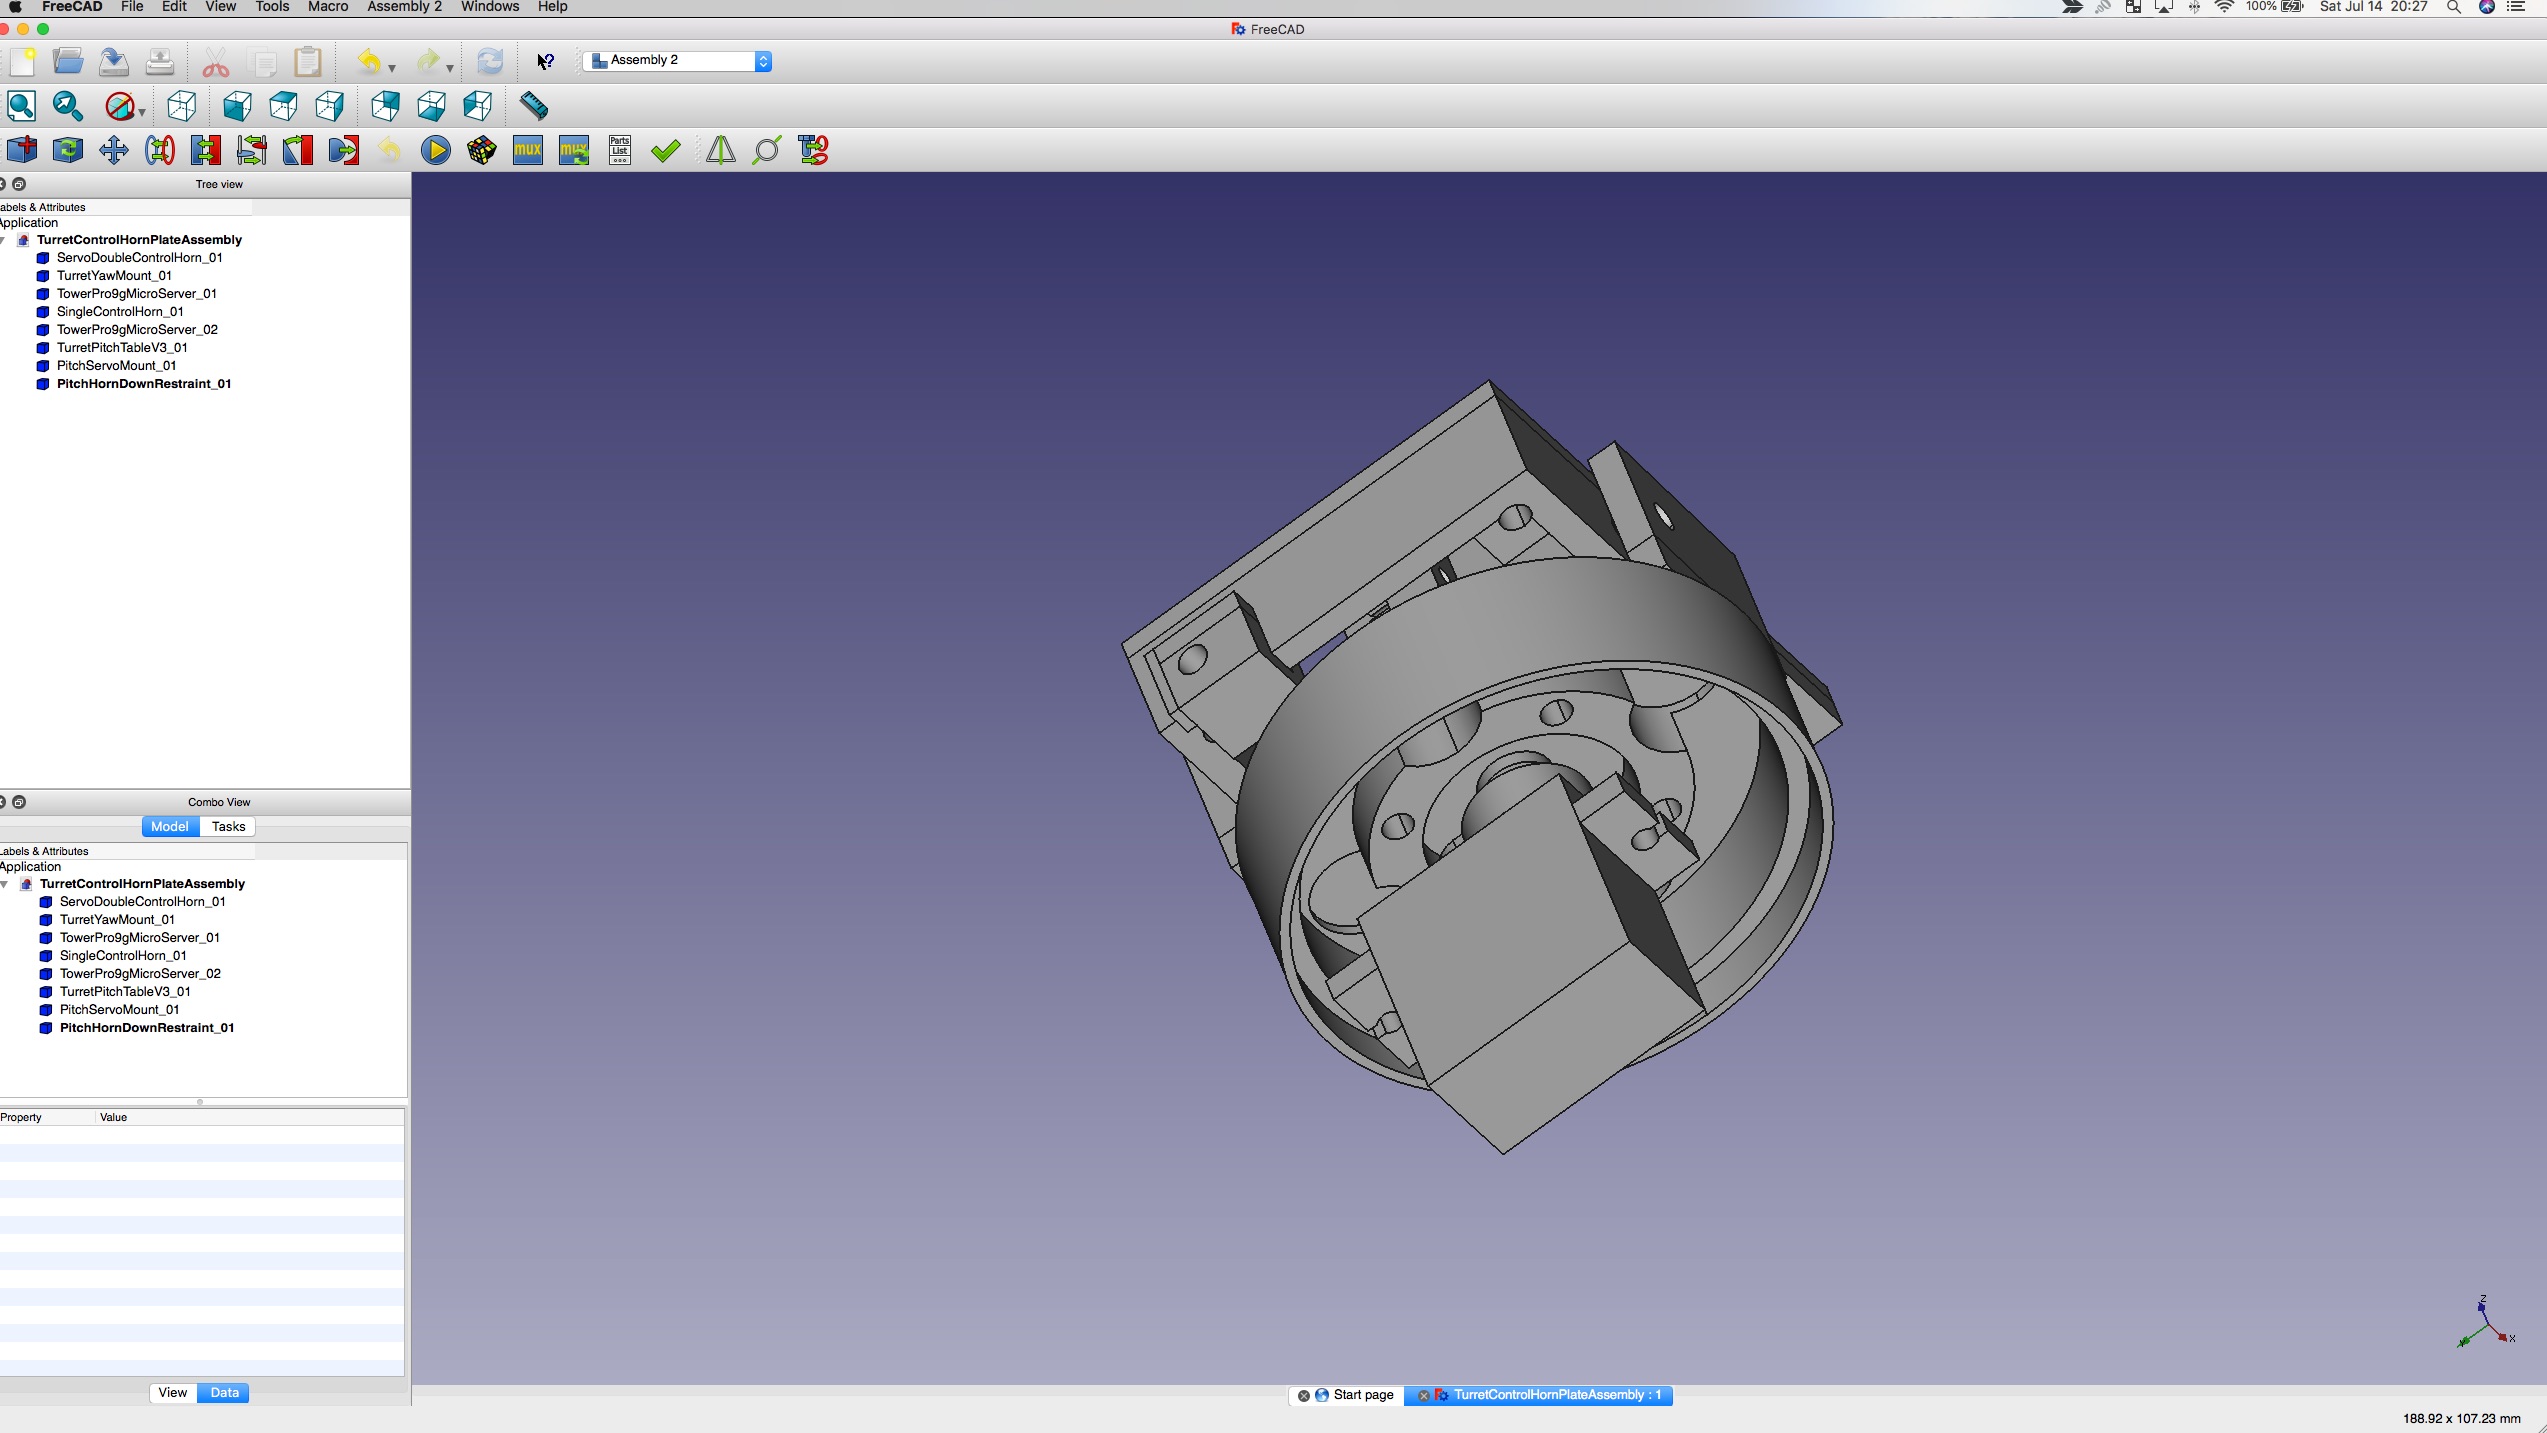 FreeCAD File Edit View Tools Macro Assembly 2 Windows Help 100% Sat Jul 14 20:27
FreeCAD
Assembly 2
mux mux Parts List
Tree view
abels & Attributes
Application
TurretControlHornPlateAssembly
ServoDoubleControlHorn_01
TurretYawMount_01
TowerPro9gMicroServer_01
SingleControlHorn_01
TowerPro9gMicroServer_02
TurretPitchTableV3_01
PitchServoMount_01
PitchHornDownRestraint_01
Combo View
Model Tasks
Labels & Attributes
Application
TurretControlHornPlateAssembly
ServoDoubleControlHorn_01
TurretYawMount_01
TowerPro9gMicroServer_01
SingleControlHorn_01
TowerPro9gMicroServer_02
TurretPitchTableV3_01
PitchServoMount_01
PitchHornDownRestraint_01
Property Value
View Data
Z
X
Start page TurretControlHornPlateAssembly : 1
188.92 x 107.23 mm